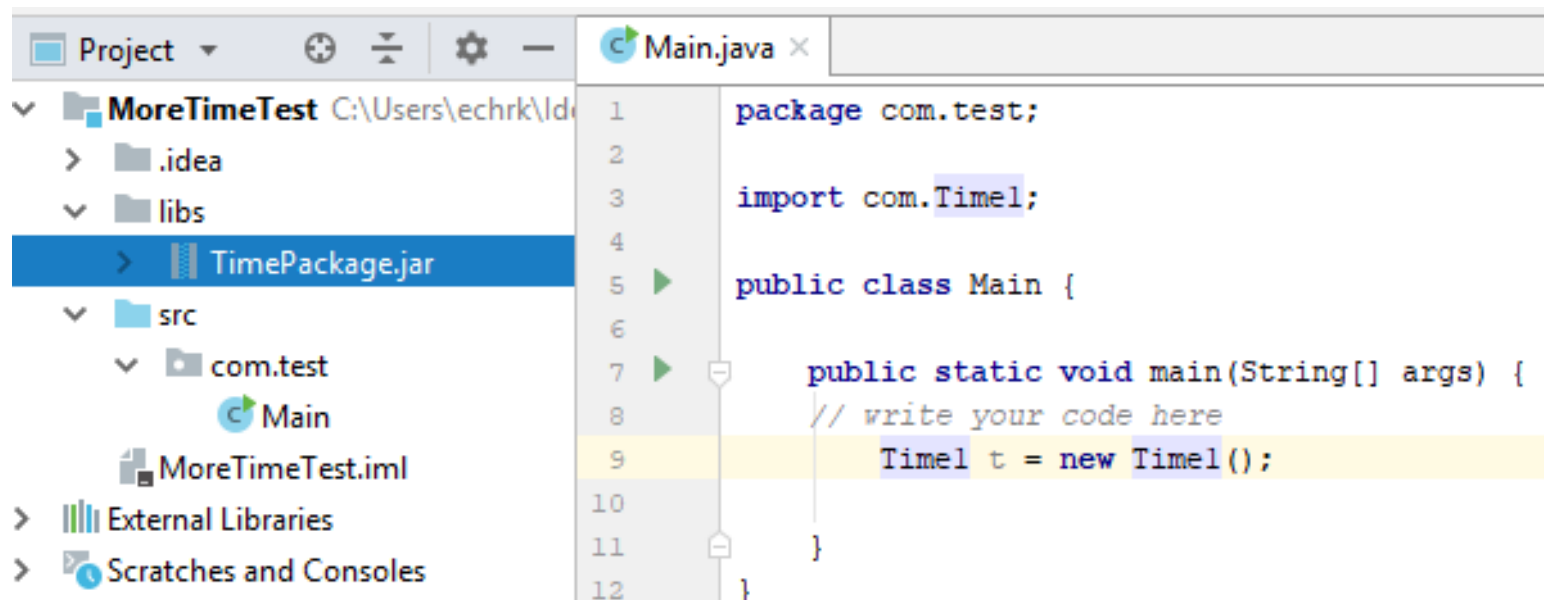 Project
MoreTimeTest C:\Users\echrk\Id
.idea
libs
TimePackage.jar
src
com.test
Main
MoreTimeTest.iml
External Libraries
Scratches and Consoles
Main.java
1 package com.test;
2
3 import com.Time1;
4
5 public class Main {
6
7 public static void main(String[] args) {
8 // write your code here
9 Time1 t = new Time1();
10
11 }
12 }